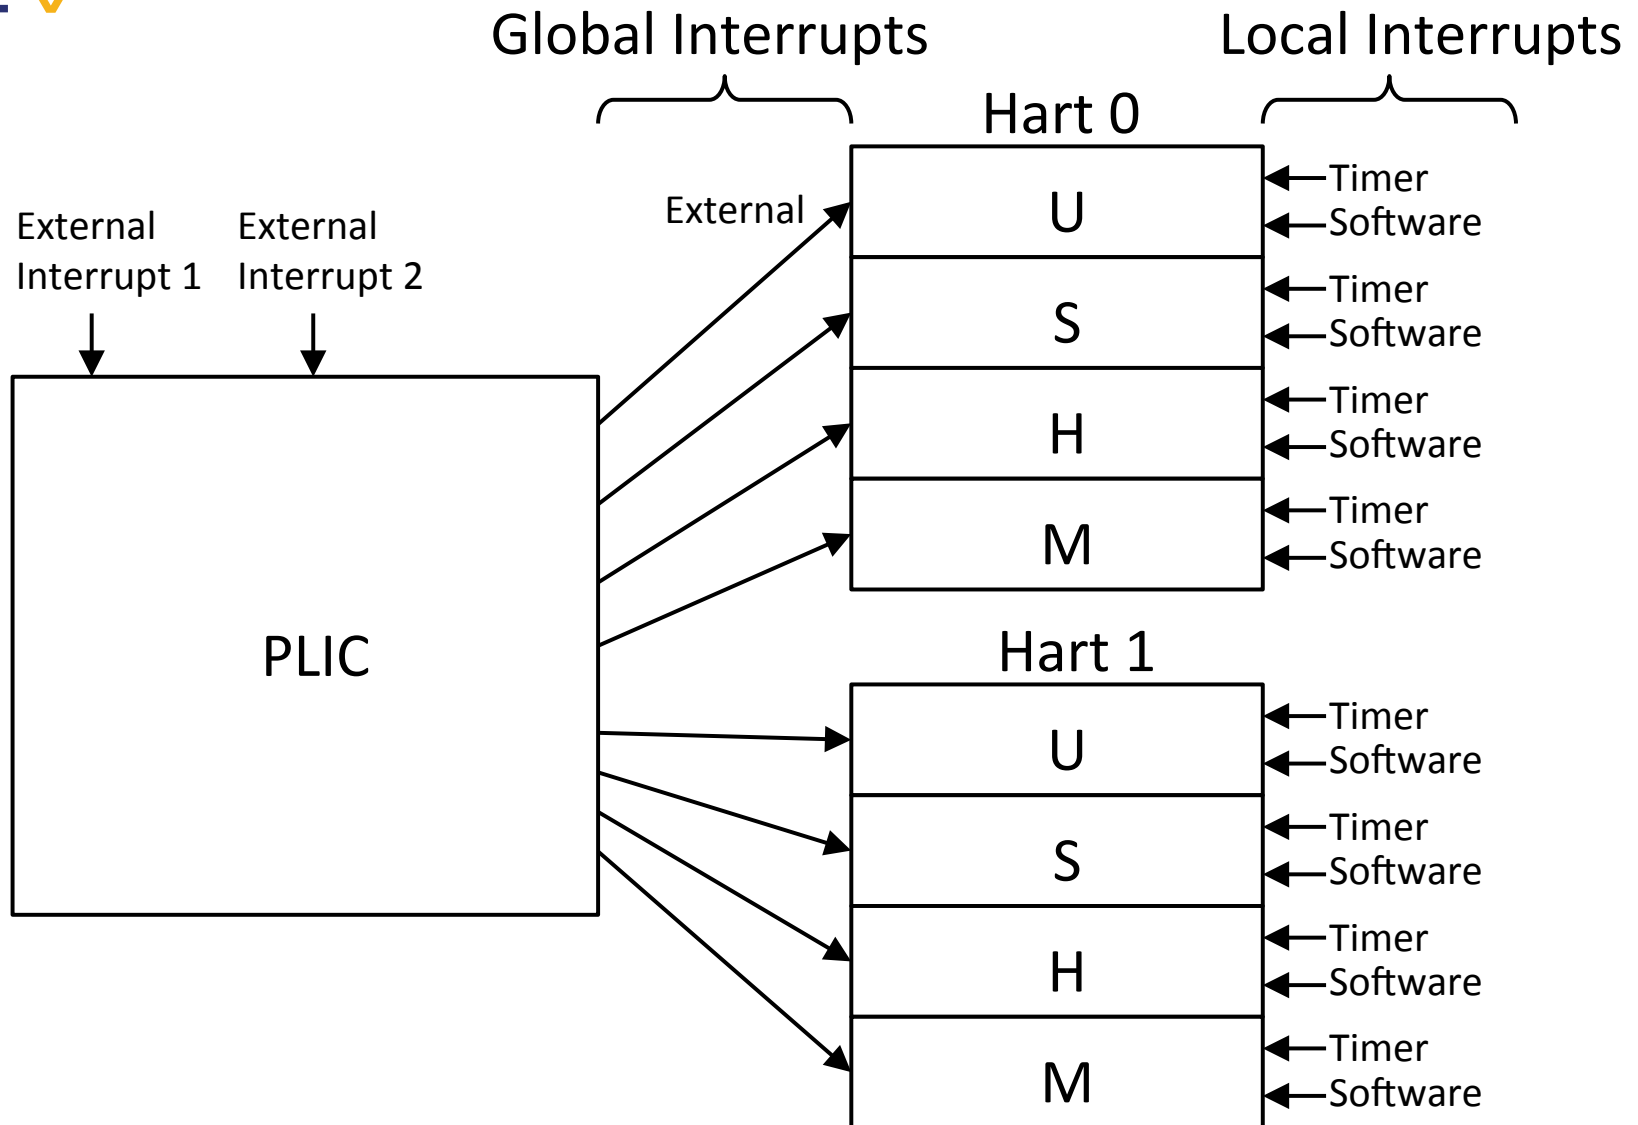 Global Interrupts
Local Interrupts
Hart 0
External
Interrupt 1
External
Interrupt 2
External
U
Timer
Software
S
Timer
Software
H
Timer
Software
M
Timer
Software
PLIC
Hart 1
U
Timer
Software
S
Timer
Software
H
Timer
Software
M
Timer
Software